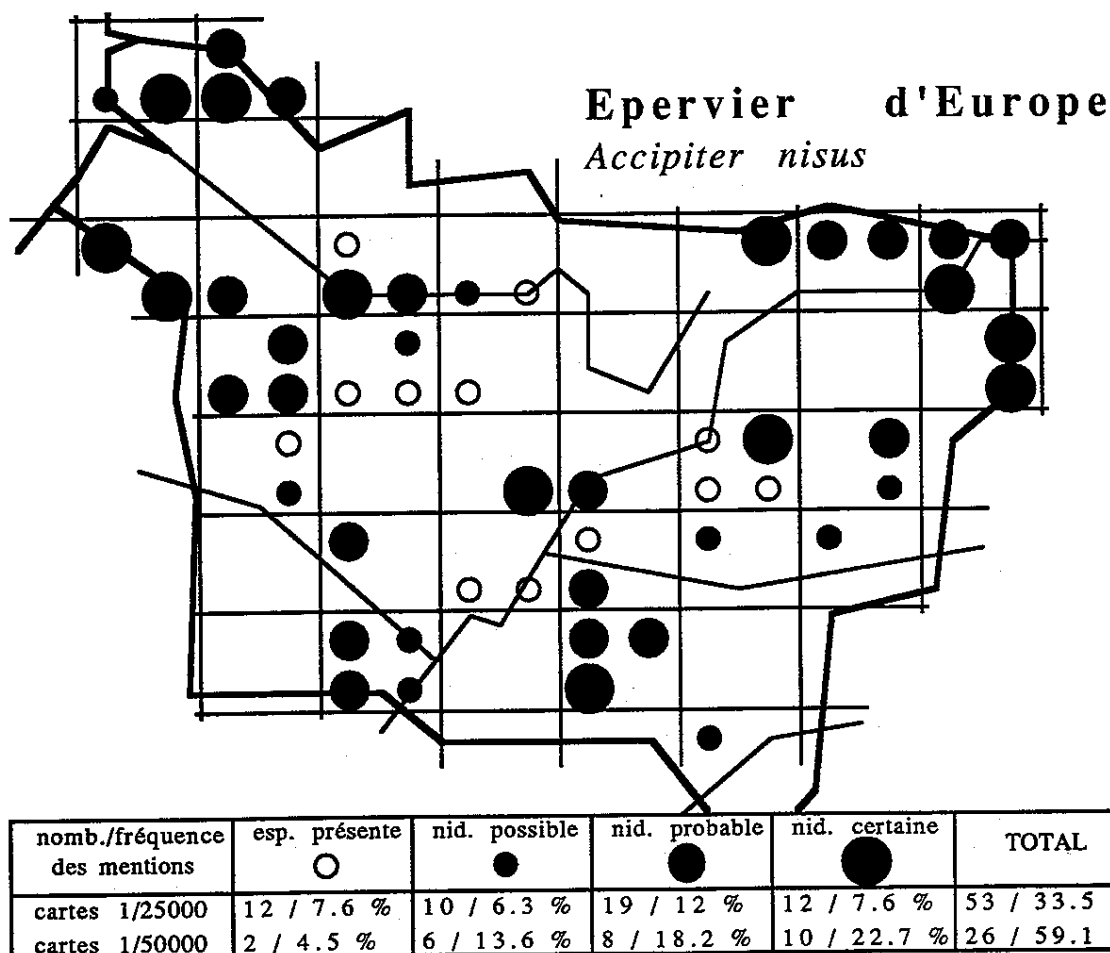 Epervier d'Europe
Accipiter nisus
nomb./fréquence des mentions esp. présente nid. possible nid. probable nid. certaine TOTAL
cartes 1/25000 12 / 7.6 % 10 / 6.3 % 19 / 12 % 12 / 7.6 % 53 / 33.5
cartes 1/50000 2 / 4.5 % 6 / 13.6 % 8 / 18.2 % 10 / 22.7 % 26 / 59.1